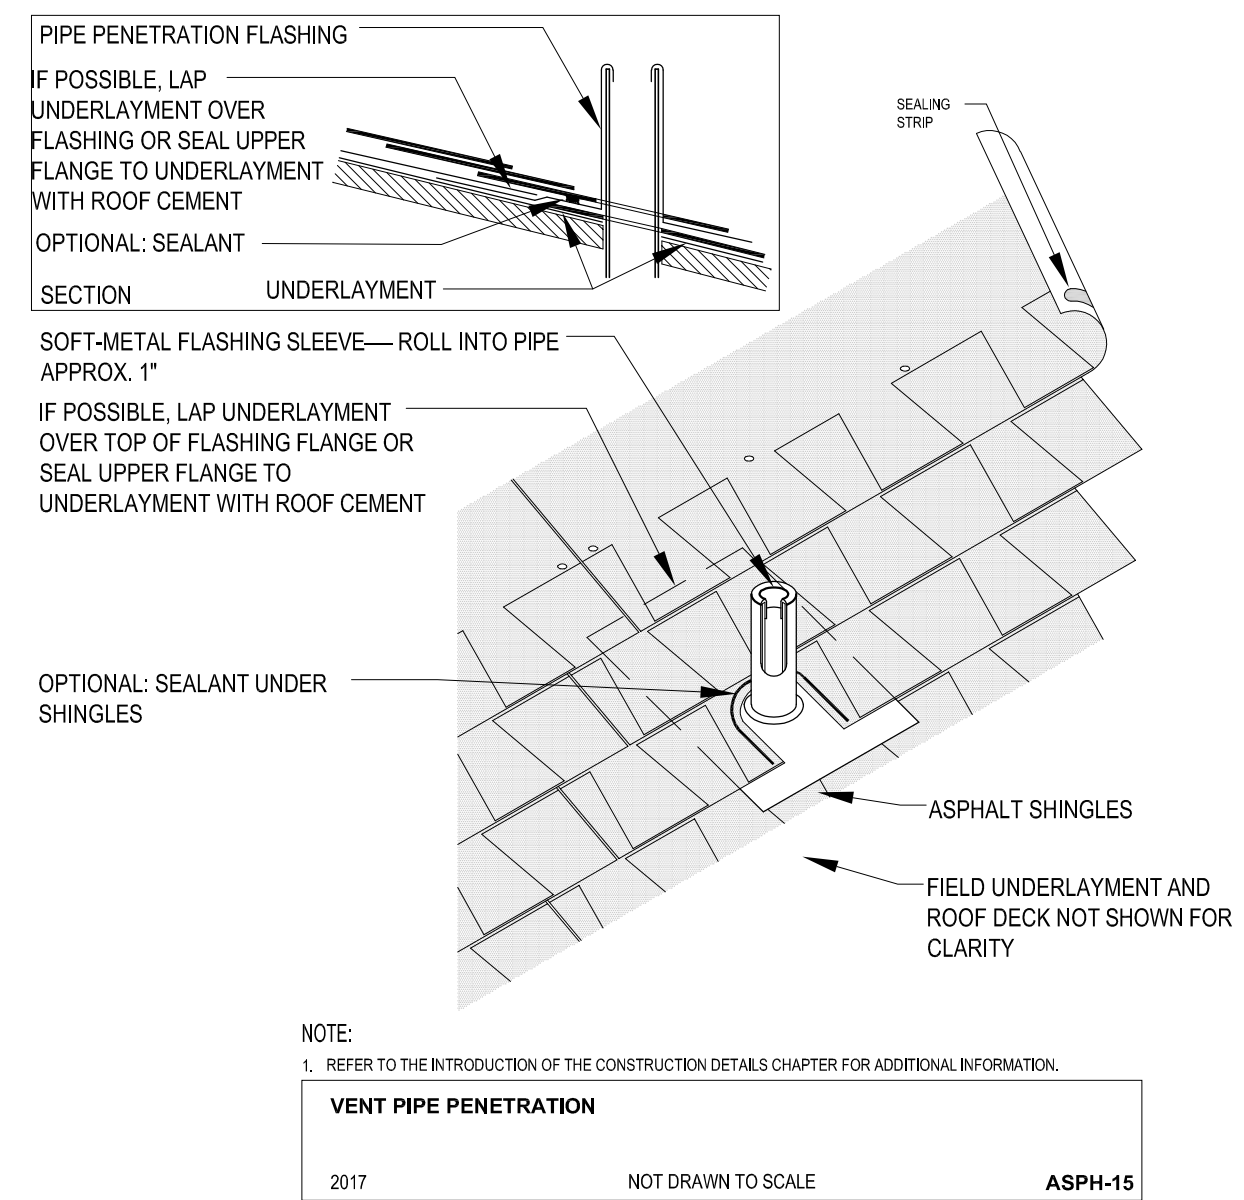 PIPE PENETRATION FLASHING
IF POSSIBLE, LAP
UNDERLAYMENT OVER
FLASHING OR SEAL UPPER
FLANGE TO UNDERLAYMENT
WITH ROOF CEMENT
OPTIONAL: SEALANT
UNDERLAYMENT
SECTION
SEALING
STRIP
SOFT-METAL FLASHING SLEEVE— ROLL INTO PIPE
APPROX. 1"
IF POSSIBLE, LAP UNDERLAYMENT
OVER TOP OF FLASHING FLANGE OR
SEAL UPPER FLANGE TO
UNDERLAYMENT WITH ROOF CEMENT
OPTIONAL: SEALANT UNDER
SHINGLES
ASPHALT SHINGLES
FIELD UNDERLAYMENT AND
ROOF DECK NOT SHOWN FOR
CLARITY
NOTE:
1. REFER TO THE INTRODUCTION OF THE CONSTRUCTION DETAILS CHAPTER FOR ADDITIONAL INFORMATION.
VENT PIPE PENETRATION
2017 NOT DRAWN TO SCALE ASPH-15